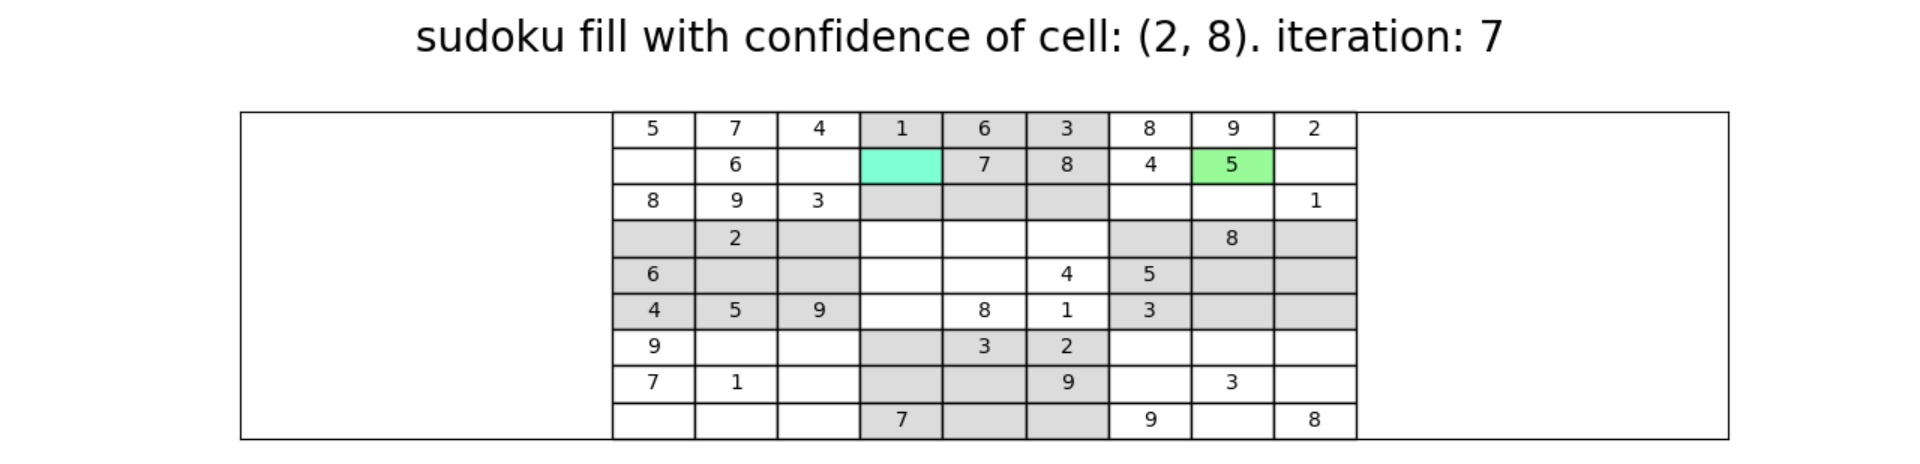 sudoku fill with confidence of cell: (2, 8). iteration: 7
5 7 4 1 6 3 8 9 2
6 7 8 4 5
8 9 3 1
2 8
6 4 5
4 5 9 8 1 3
9 3 2
7 1 9 3
7 9 8